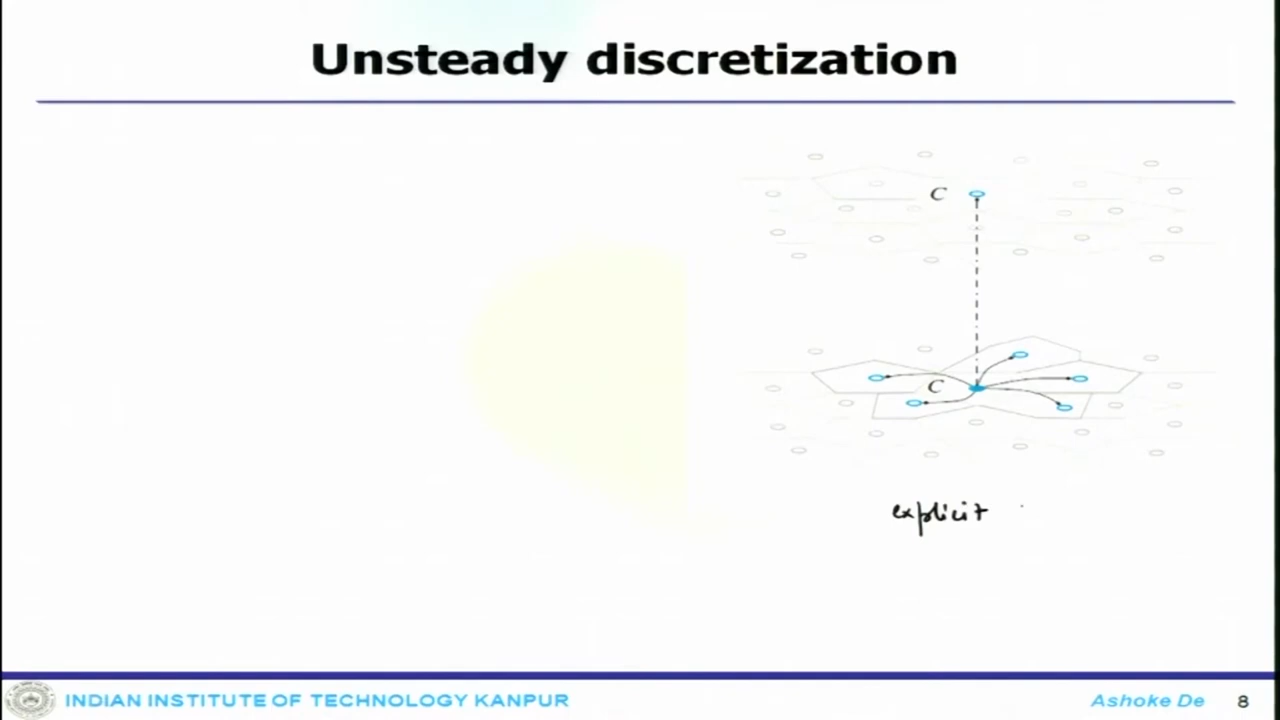 Unsteady discretization
C
C
explicit
INDIAN INSTITUTE OF TECHNOLOGY KANPUR
Ashoke De 8